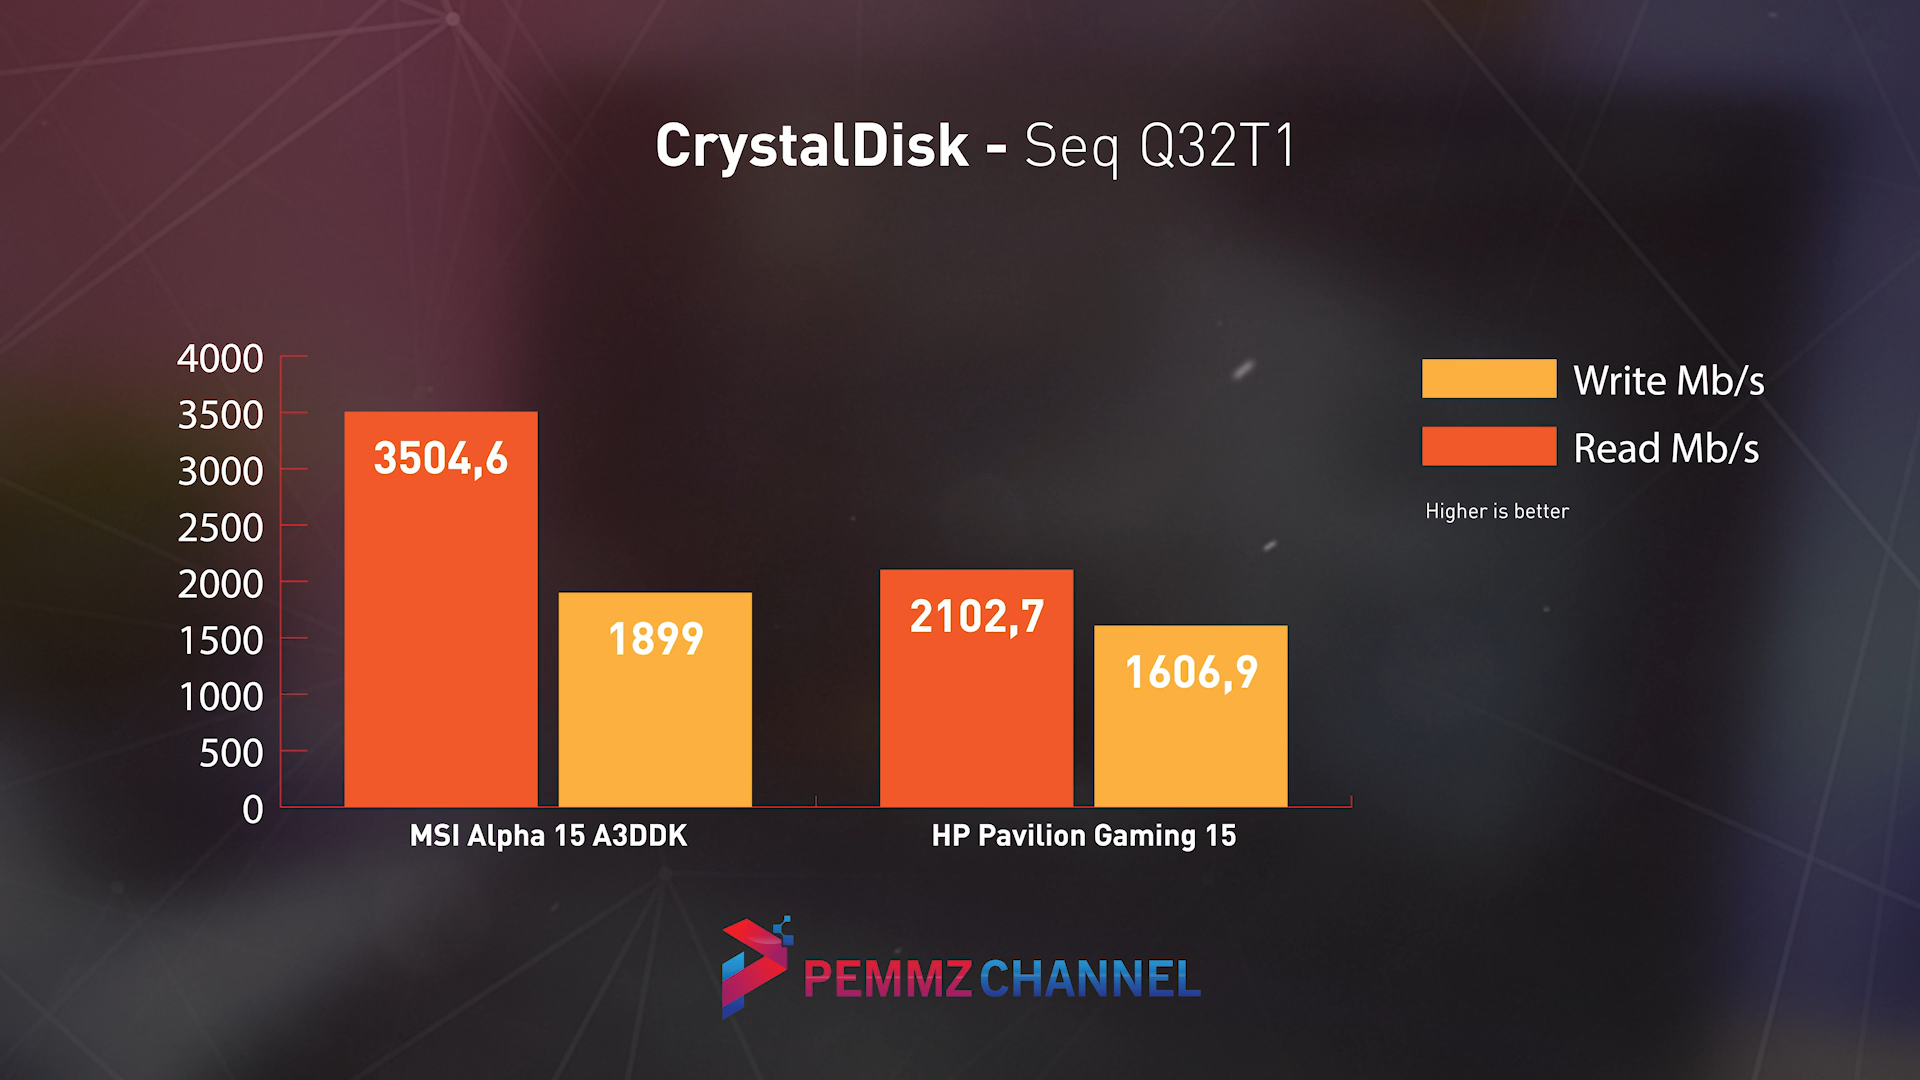 CrystalDisk - Seq Q32T1
4000
3500
3000
2500
2000
1500
1000
500
0
3504,6
1899
2102,7
1606,9
MSI Alpha 15 A3DDK
HP Pavilion Gaming 15
Write Mb/s
Read Mb/s
Higher is better
PEMMZ CHANNEL